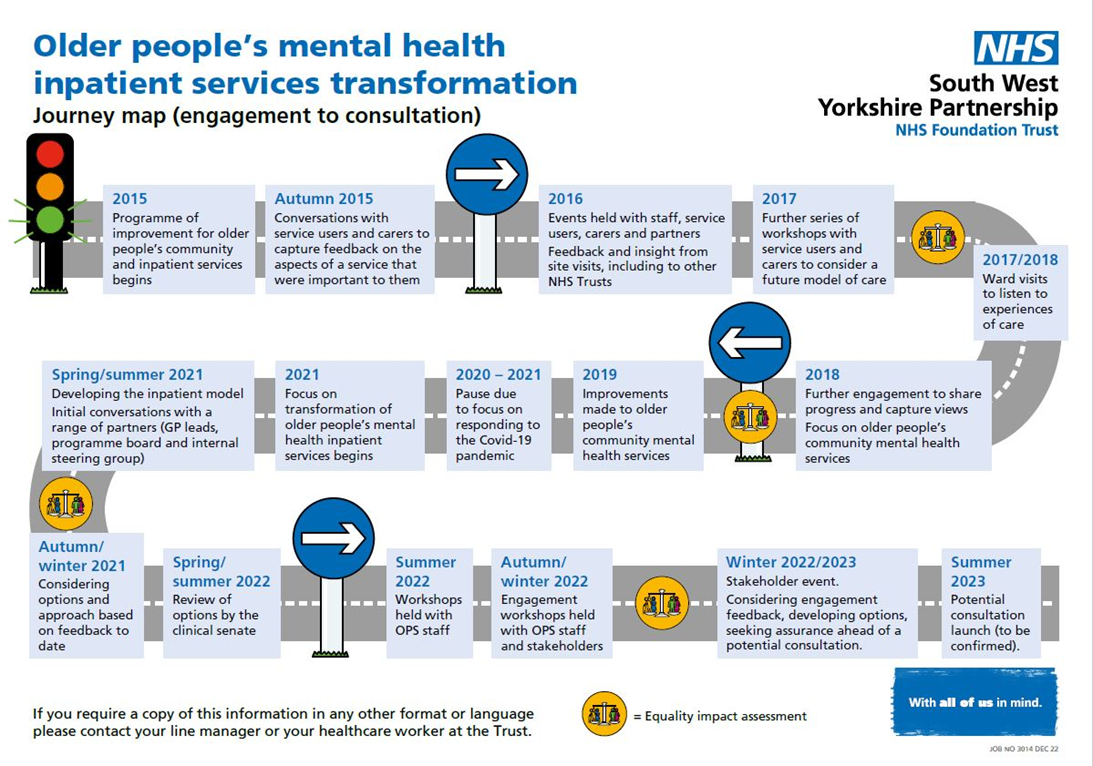 Older people's mental health
inpatient services transformation
Journey map (engagement to consultation)
NHS
South West
Yorkshire Partnership
NHS Foundation Trust
2015
Programme of
improvement for older
people's community
and inpatient services
begins
Autumn 2015
Conversations with
service users and carers to
capture feedback on the
aspects of a service that
were important to them
2016
Events held with staff, service
users, carers and partners
Feedback and insight from
site visits, including to other
NHS Trusts
2017
Further series of
workshops with
service users and
carers to consider a
future model of care
2017/2018
Ward visits
to listen to
experiences
of care
2018
Further engagement to share
progress and capture views
Focus on older people's
community mental health
services
2019
Improvements
made to older
people's
community mental
health services
2020 – 2021
Pause due
to focus on
responding to
the Covid-19
pandemic
2021
Focus on
transformation of
older people's mental
health inpatient
services begins
Spring/summer 2021
Developing the inpatient model
Initial conversations with a
range of partners (GP leads,
programme board and internal
steering group)
Autumn/
winter 2021
Considering
options and
approach based
on feedback to
date
Spring/
summer 2022
Review of
options by the
clinical senate
Summer
2022
Workshops
held with
OPS staff
Autumn/
winter 2022
Engagement
workshops held
with OPS staff
and stakeholders
Winter 2022/2023
Stakeholder event.
Considering engagement
feedback, developing options,
seeking assurance ahead of a
potential consultation.
Summer
2023
Potential
consultation
launch (to be
confirmed).
If you require a copy of this information in any other format or language
please contact your line manager or your healthcare worker at the Trust.
= Equality impact assessment
With all of us in mind.
JOB NO 3014 DEC 22